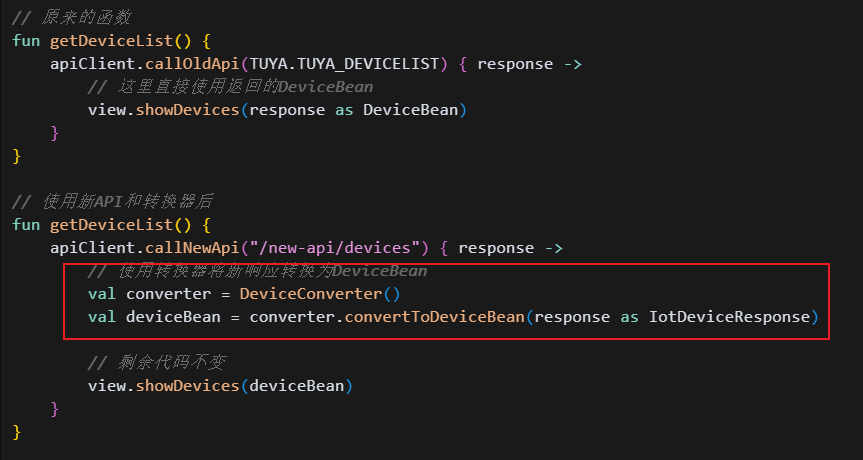 // 原来的函数
fun getDeviceList() {
    apiClient.callOldApi(TUYA.TUYA_DEVICELIST) { response ->
        // 这里直接使用返回的DeviceBean
        view.showDevices(response as DeviceBean)
    }
}
// 使用新API和转换器后
fun getDeviceList() {
    apiClient.callNewApi("/new-api/devices") { response ->
        // 使用转换器将新响应转换为DeviceBean
        val converter = DeviceConverter()
        val deviceBean = converter.convertToDeviceBean(response as IotDeviceResponse)
        // 剩余代码不变
        view.showDevices(deviceBean)
    }
}